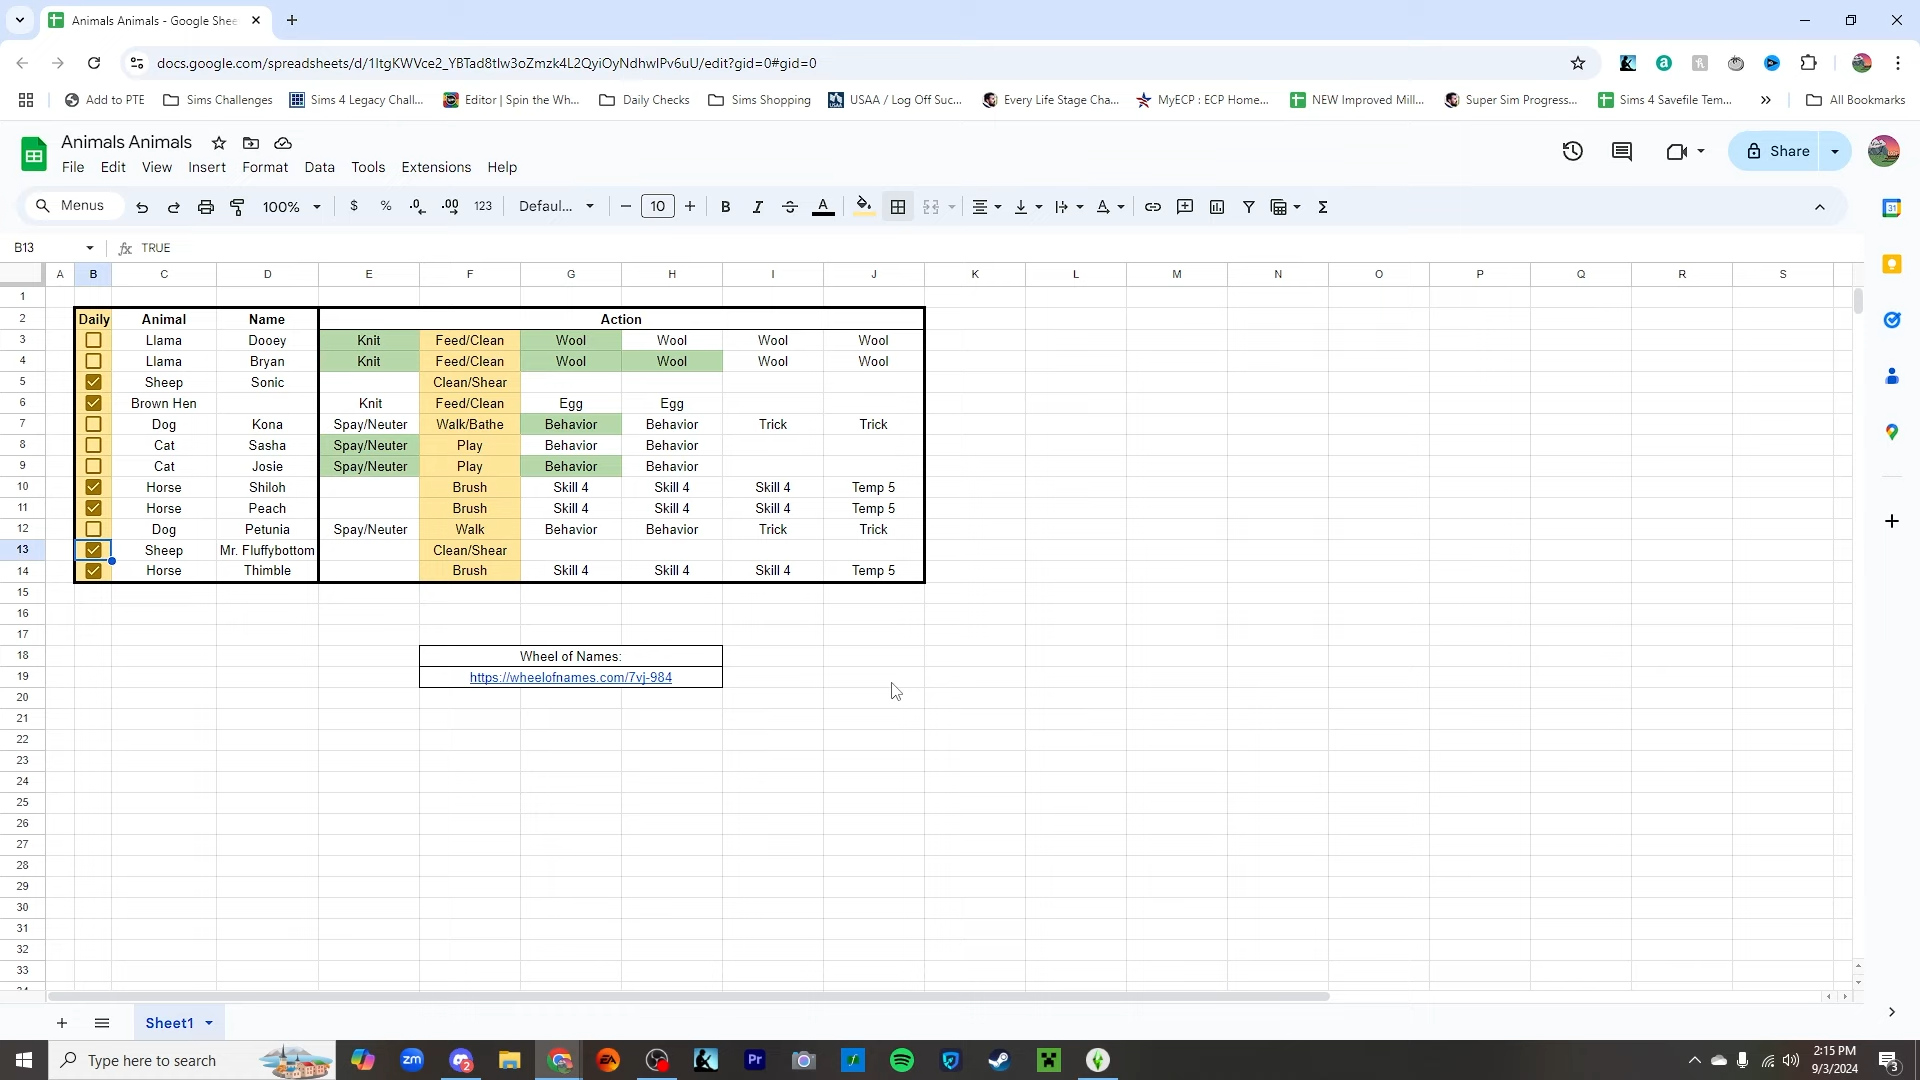 Animals Animals - Google Shee
docs.google.com/spreadsheets/d/1ItgKWVce2_YBTad8tlw3oZmzk4L2QyiOyNdhwIPv6uU/edit?gid=0#gid=0
Add to PTE Sims Challenges Sims 4 Legacy Chall... Editor | Spin the Wh... Daily Checks Sims Shopping USAA / Log Off Suc... Every Life Stage Cha... MyECP : ECP Home... NEW Improved Mill... Super Sim Progress... Sims 4 Savefile Tem... All Bookmarks
Animals Animals
File Edit View Insert Format Data Tools Extensions Help
Share
Menus 100% $ % .0 .00 123 Defaul... 10 B I A
B13 TRUE
A B C D E F G H I J K L M N O P Q R S
1
2 Daily Animal Name Action
3 Llama Dooey Knit Feed/Clean Wool Wool Wool Wool
4 Llama Bryan Knit Feed/Clean Wool Wool Wool Wool
5 Sheep Sonic Clean/Shear
6 Brown Hen Knit Feed/Clean Egg Egg
7 Dog Kona Spay/Neuter Walk/Bathe Behavior Behavior Trick Trick
8 Cat Sasha Spay/Neuter Play Behavior Behavior
9 Cat Josie Spay/Neuter Play Behavior Behavior
10 Horse Shiloh Brush Skill 4 Skill 4 Skill 4 Temp 5
11 Horse Peach Brush Skill 4 Skill 4 Skill 4 Temp 5
12 Dog Petunia Spay/Neuter Walk Behavior Behavior Trick Trick
13 Sheep Mr. Fluffybottom Clean/Shear
14 Horse Thimble Brush Skill 4 Skill 4 Skill 4 Temp 5
15
16
17
18 Wheel of Names:
19 https://wheelofnames.com/7vj-984
20
21
22
23
24
25
26
27
28
29
30
31
32
33
Sheet1
Type here to search
2:15 PM
9/3/2024